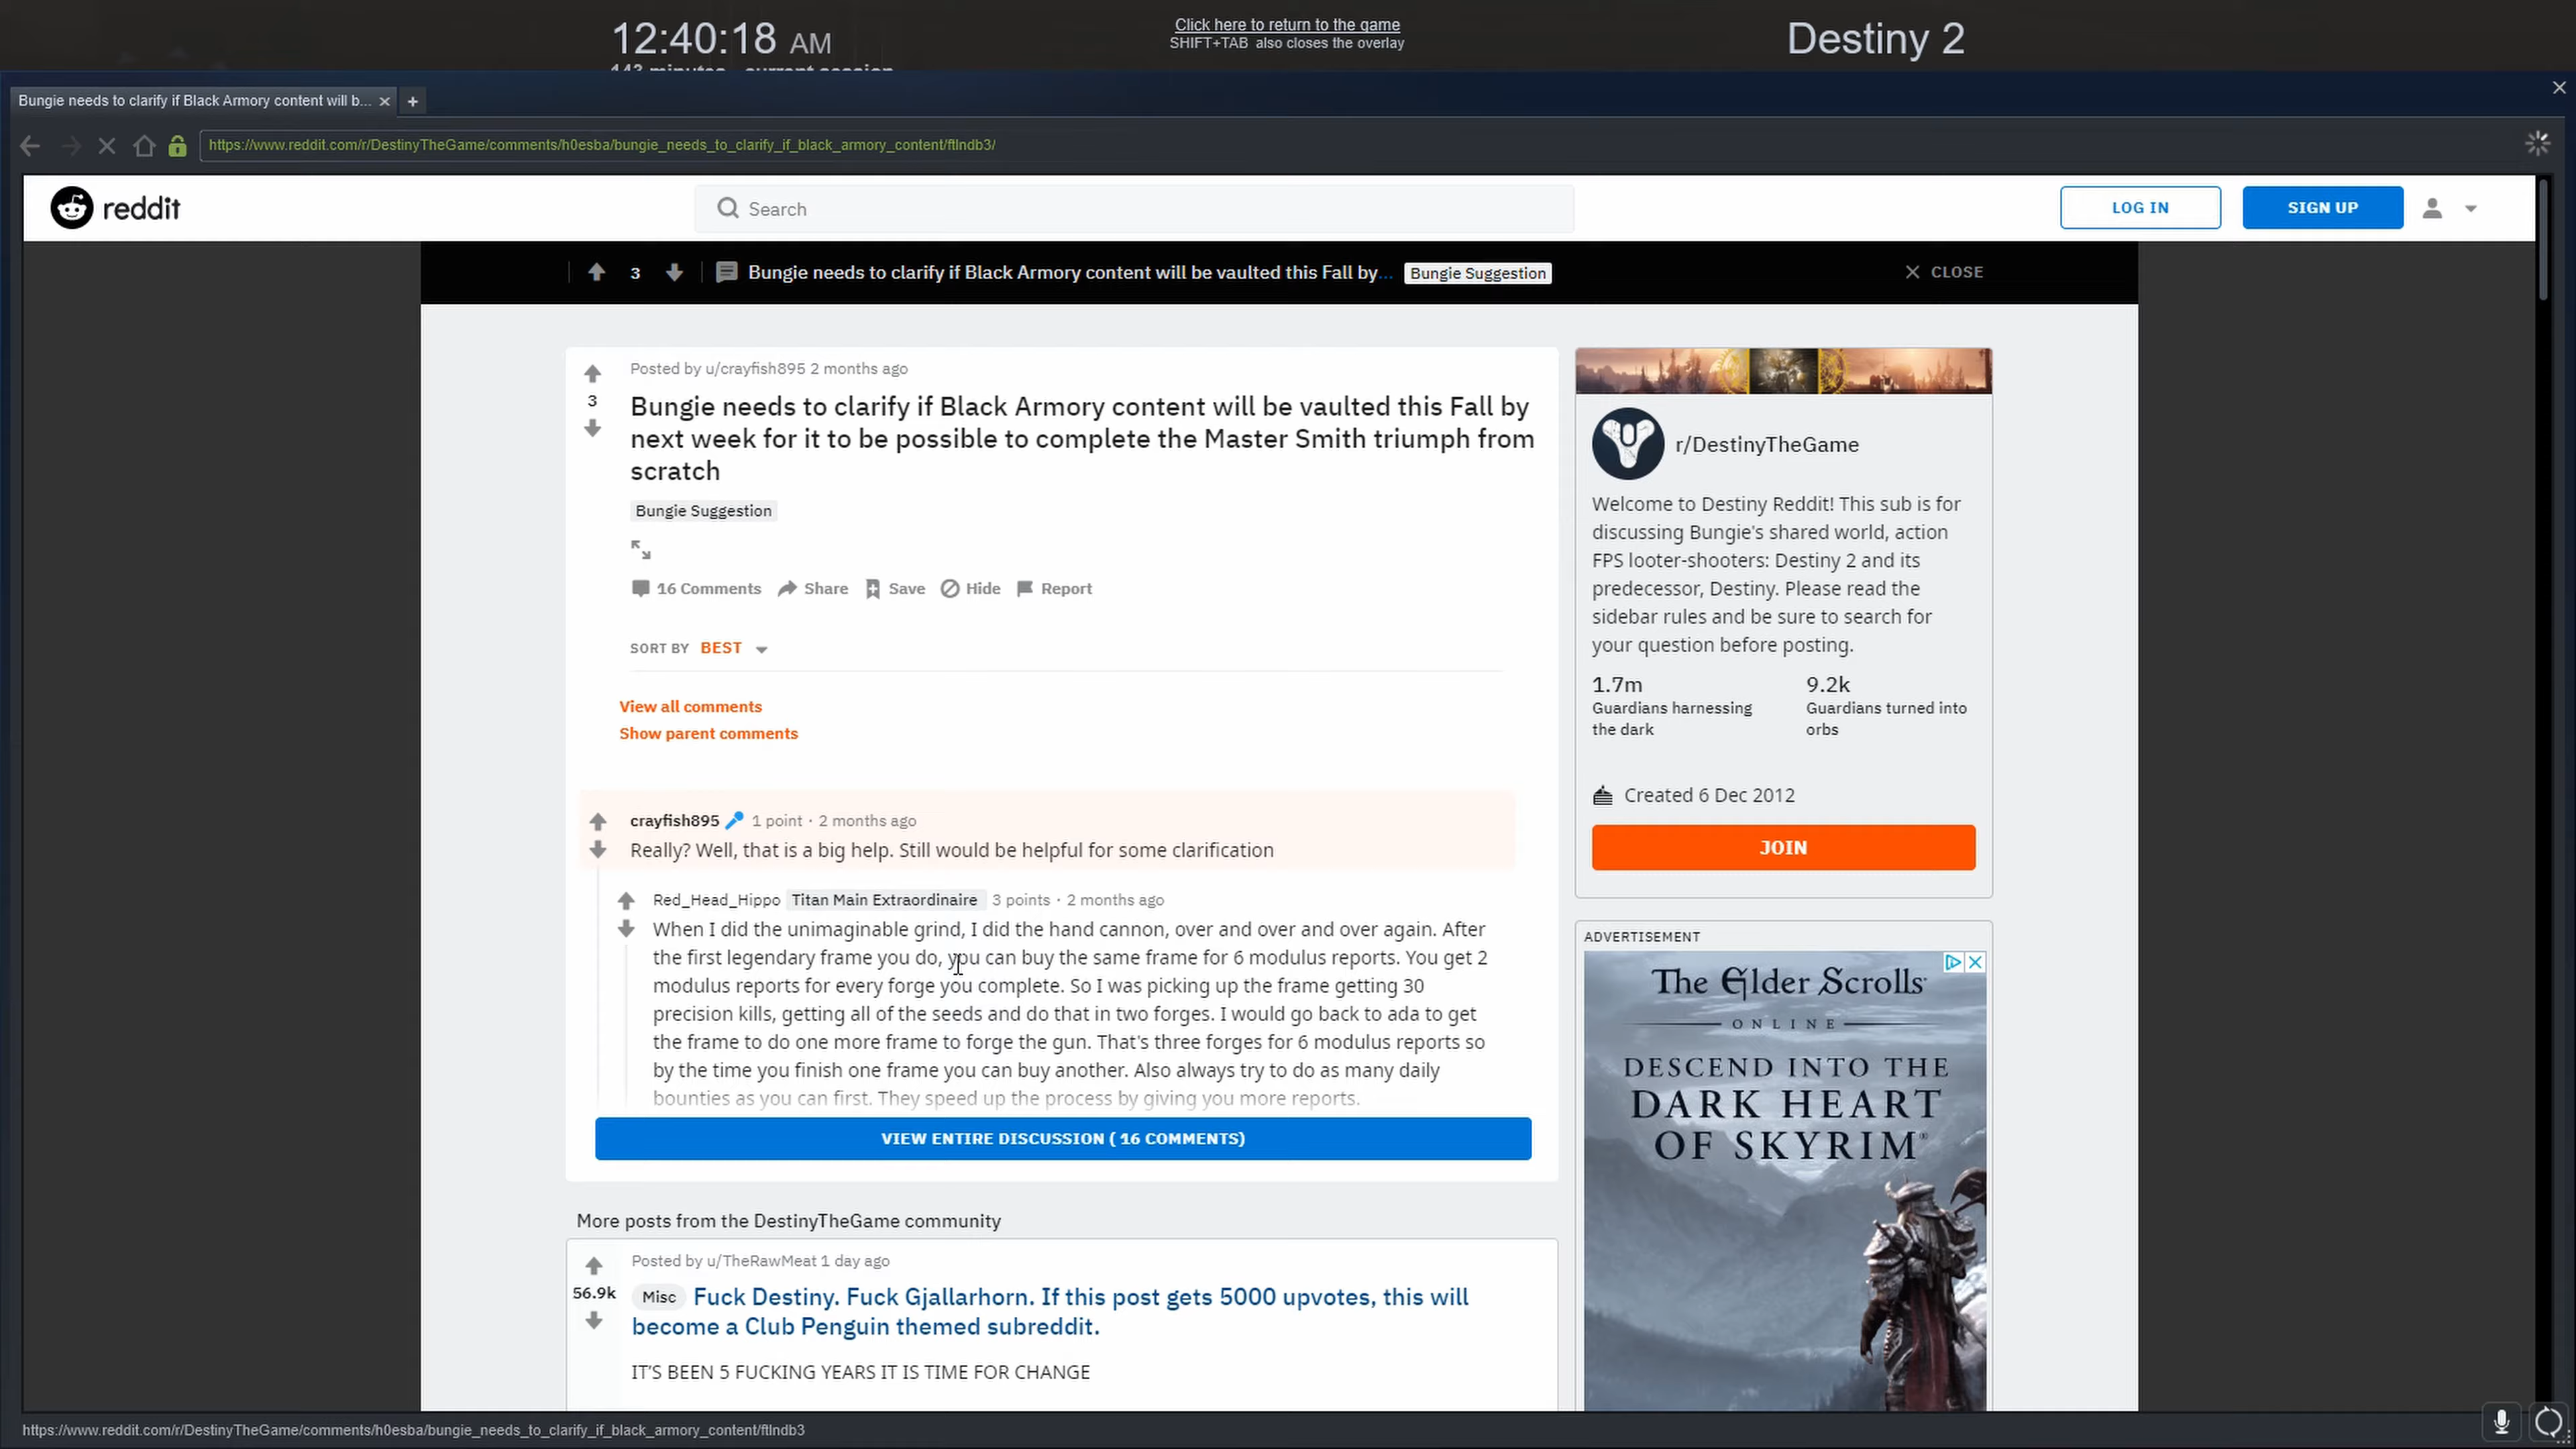 12:40:18 AM
143 minutes - current session
Click here to return to the game
SHIFT+TAB also closes the overlay
Destiny 2
Bungie needs to clarify if Black Armory content will b...
https://www.reddit.com/r/DestinyTheGame/comments/h0esba/bungie_needs_to_clarify_if_black_armory_content/ftlndb3/
reddit
Search
LOG IN
SIGN UP
3
Bungie needs to clarify if Black Armory content will be vaulted this Fall by...
Bungie Suggestion
CLOSE
Posted by u/crayfish895 2 months ago
3
Bungie needs to clarify if Black Armory content will be vaulted this Fall by
next week for it to be possible to complete the Master Smith triumph from
scratch
Bungie Suggestion
16 Comments Share Save Hide Report
SORT BY BEST
View all comments
Show parent comments
crayfish895 1 point · 2 months ago
Really? Well, that is a big help. Still would be helpful for some clarification
Red_Head_Hippo Titan Main Extraordinaire 3 points · 2 months ago
When I did the unimaginable grind, I did the hand cannon, over and over and over again. After
the first legendary frame you do, you can buy the same frame for 6 modulus reports. You get 2
modulus reports for every forge you complete. So I was picking up the frame getting 30
precision kills, getting all of the seeds and do that in two forges. I would go back to ada to get
the frame to do one more frame to forge the gun. That's three forges for 6 modulus reports so
by the time you finish one frame you can buy another. Also always try to do as many daily
bounties as you can first. They speed up the process by giving you more reports.
VIEW ENTIRE DISCUSSION ( 16 COMMENTS)
More posts from the DestinyTheGame community
Posted by u/TheRawMeat 1 day ago
56.9k
Misc Fuck Destiny. Fuck Gjallarhorn. If this post gets 5000 upvotes, this will
become a Club Penguin themed subreddit.
IT'S BEEN 5 FUCKING YEARS IT IS TIME FOR CHANGE
r/DestinyTheGame
Welcome to Destiny Reddit! This sub is for
discussing Bungie's shared world, action
FPS looter-shooters: Destiny 2 and its
predecessor, Destiny. Please read the
sidebar rules and be sure to search for
your question before posting.
1.7m 9.2k
Guardians harnessing Guardians turned into
the dark orbs
Created 6 Dec 2012
JOIN
ADVERTISEMENT
The Elder Scrolls
ONLINE
DESCEND INTO THE
DARK HEART
OF SKYRIM®
https://www.reddit.com/r/DestinyTheGame/comments/h0esba/bungie_needs_to_clarify_if_black_armory_content/ftlndb3